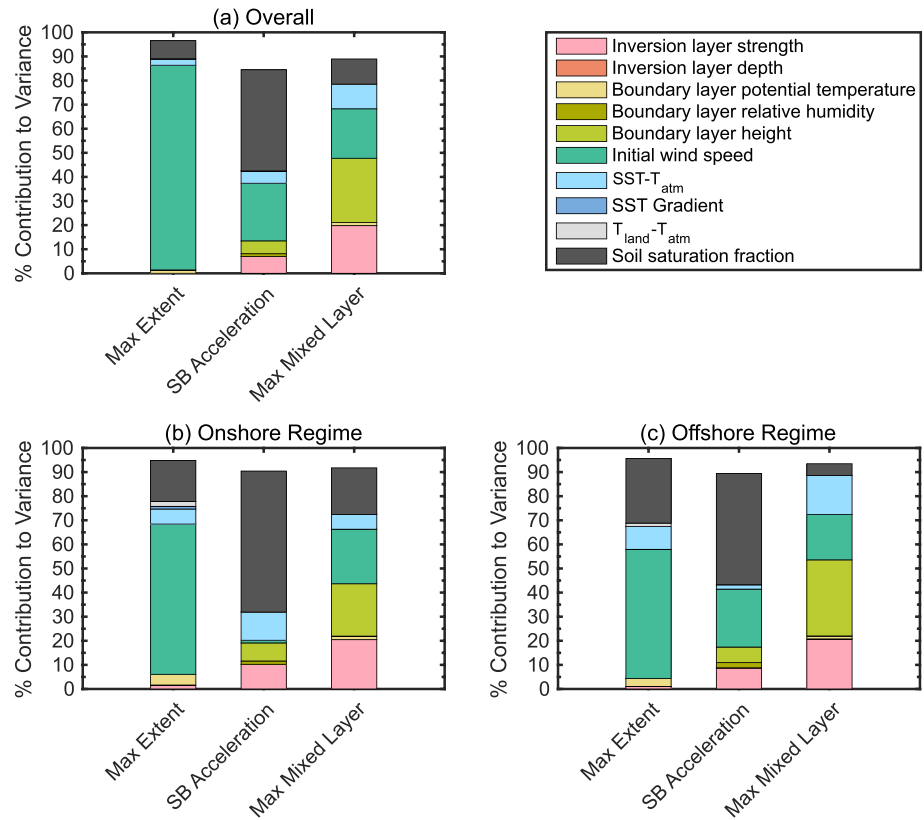 (a) Overall
% Contribution to Variance
100
90
80
70
60
50
40
30
20
10
0
Max Extent
SB Acceleration
Max Mixed Layer
Inversion layer strength
Inversion layer depth
Boundary layer potential temperature
Boundary layer relative humidity
Boundary layer height
Initial wind speed
SST-T_atm
SST Gradient
T_land-T_atm
Soil saturation fraction
(b) Onshore Regime
% Contribution to Variance
100
90
80
70
60
50
40
30
20
10
0
Max Extent
SB Acceleration
Max Mixed Layer
(c) Offshore Regime
% Contribution to Variance
100
90
80
70
60
50
40
30
20
10
0
Max Extent
SB Acceleration
Max Mixed Layer